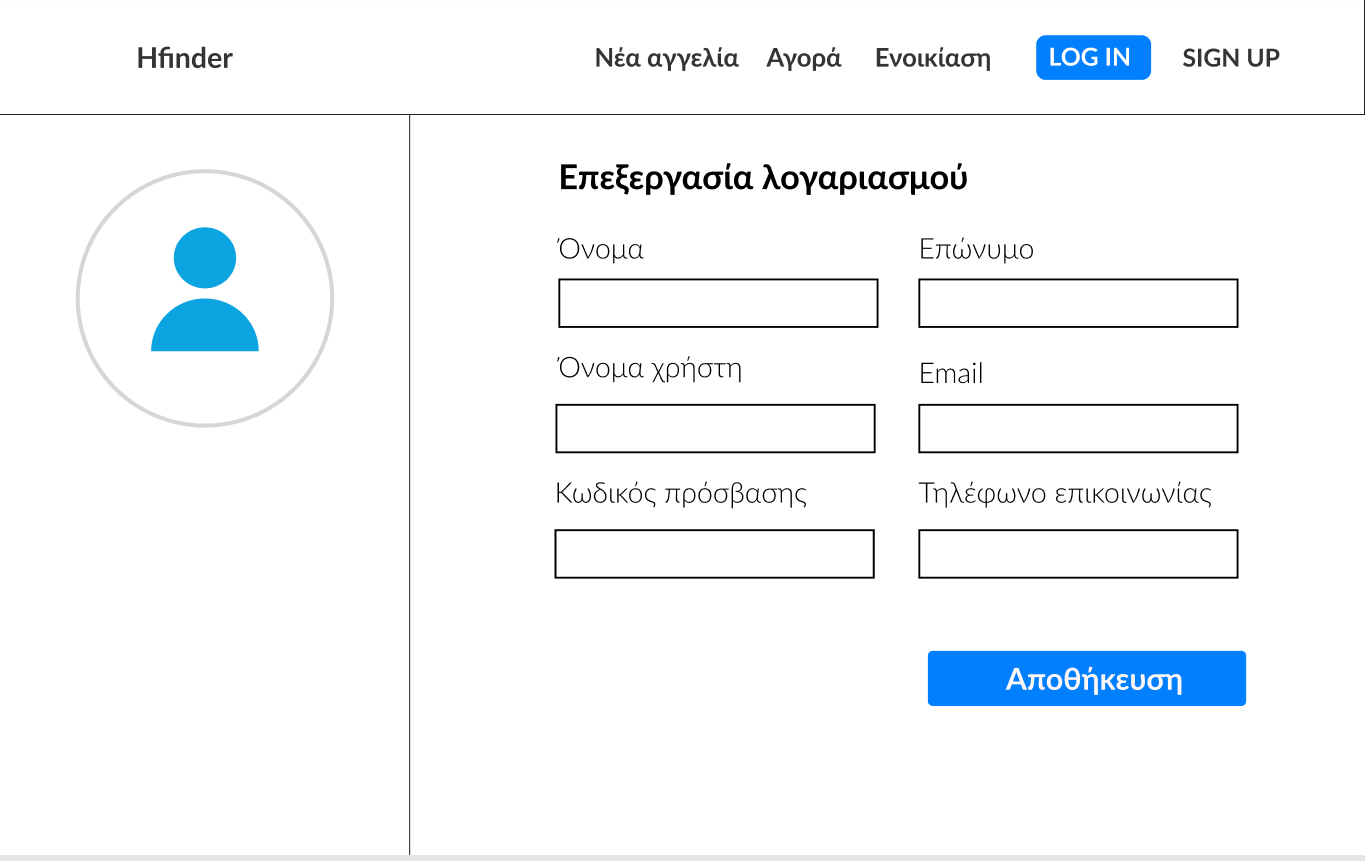 Hfinder
Νέα αγγελία Αγορά Ενοικίαση LOG IN SIGN UP
Επεξεργασία λογαριασμού
Όνομα Επώνυμο
Όνομα χρήστη Email
Κωδικός πρόσβασης Τηλέφωνο επικοινωνίας
Αποθήκευση